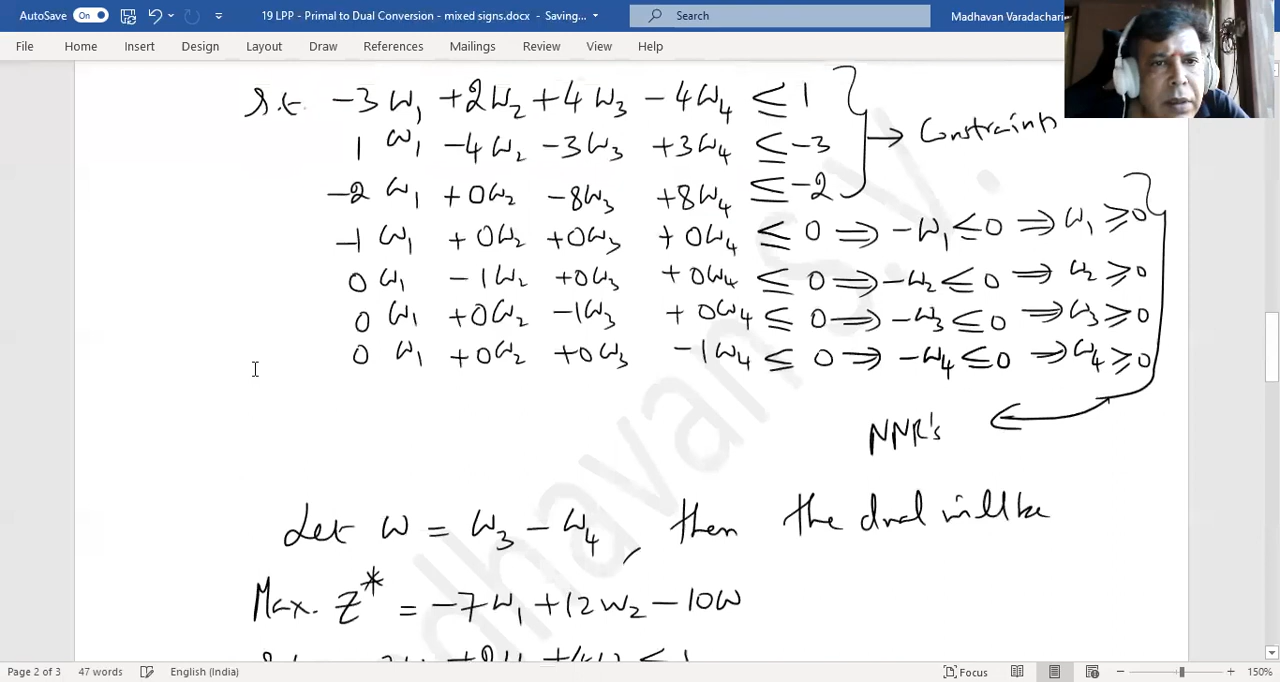 AutoSave On 19 LPP - Primal to Dual Conversion - mixed signs.docx - Saving... Search Madhavan Varadachari
File Home Insert Design Layout References Mailings Review View Help
s.t. -3w₁ +2w₂ +4w₃ -4w₄ ≤ 1
1w₁ -4w₂ -3w₃ +3w₄ ≤ -3 → Constraints
-2w₁ +0w₂ -8w₃ +8w₄ ≤ -2
-1w₁ +0w₂ +0w₃ +0w₄ ≤ 0 ⟹ -w₁ ≤ 0 ⟹ w₁ ≥ 0
0w₁ -1w₂ +0w₃ +0w₄ ≤ 0 ⟹ -w₂ ≤ 0 ⟹ w₂ ≥ 0
0w₁ +0w₂ -1w₃ +0w₄ ≤ 0 ⟹ -w₃ ≤ 0 ⟹ w₃ ≥ 0
0w₁ +0w₂ +0w₃ -1w₄ ≤ 0 ⟹ -w₄ ≤ 0 ⟹ w₄ ≥ 0
NNR's
Let w = w₃ - w₄, then the dual will be
Max. Z* = -7w₁ +12w₂ -10w
Madhavan S.V.
Page 2 of 3 47 words English (India) Focus 150%